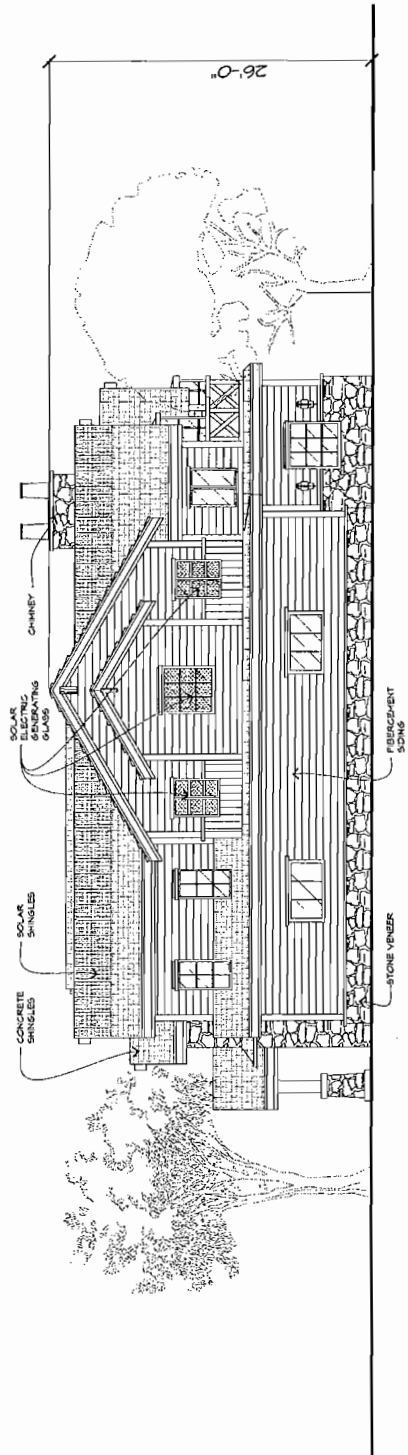 CONCRETE
SHINGLES
SOLAR
SHINGLES
SOLAR
ELECTRIC
GENERATING
GLASS
CHIMNEY
26'-0"
STONE VENEER
FIBERCEMENT
SIDING